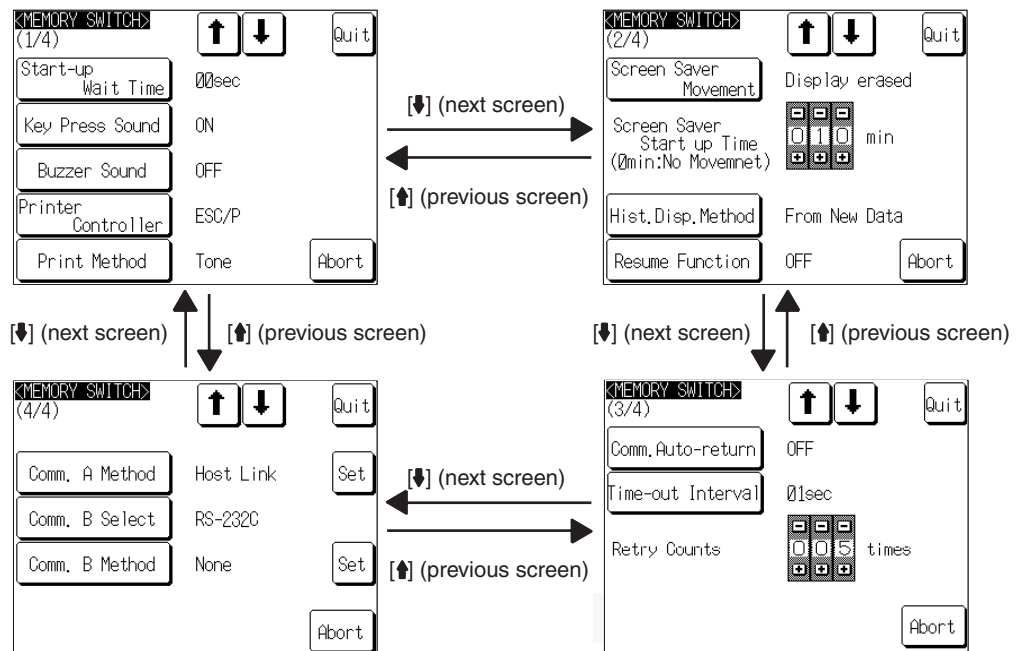 <MEMORY SWITCH>
(1/4)
Quit
Start-up
Wait Time
00sec
Key Press Sound
ON
Buzzer Sound
OFF
Printer
Controller
ESC/P
Print Method
Tone
Abort
[⬇] (next screen)
[⬆] (previous screen)
<MEMORY SWITCH>
(2/4)
Quit
Screen Saver
Movement
Display erased
Screen Saver
Start up Time
(0min:No Movemnet)
010 min
Hist.Disp.Method
From New Data
Resume Function
OFF
Abort
[⬇] (next screen)
[⬆] (previous screen)
[⬇] (next screen)
[⬆] (previous screen)
<MEMORY SWITCH>
(4/4)
Quit
Comm. A Method
Host Link
Set
Comm. B Select
RS-232C
Comm. B Method
None
Set
Abort
[⬇] (next screen)
[⬆] (previous screen)
<MEMORY SWITCH>
(3/4)
Quit
Comm.Auto-return
OFF
Time-out Interval
01sec
Retry Counts
005 times
Abort